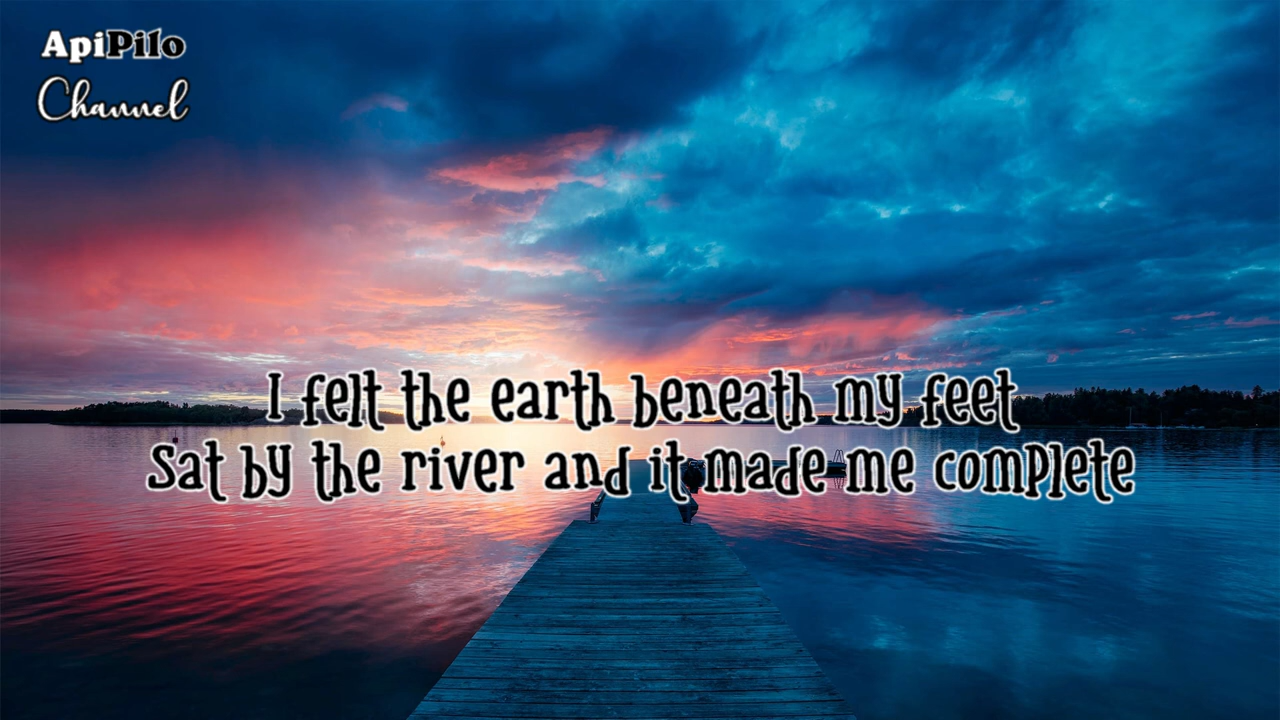 ApiPilo
Channel
I felt the earth beneath my feet
Sat by the river and it made me complete